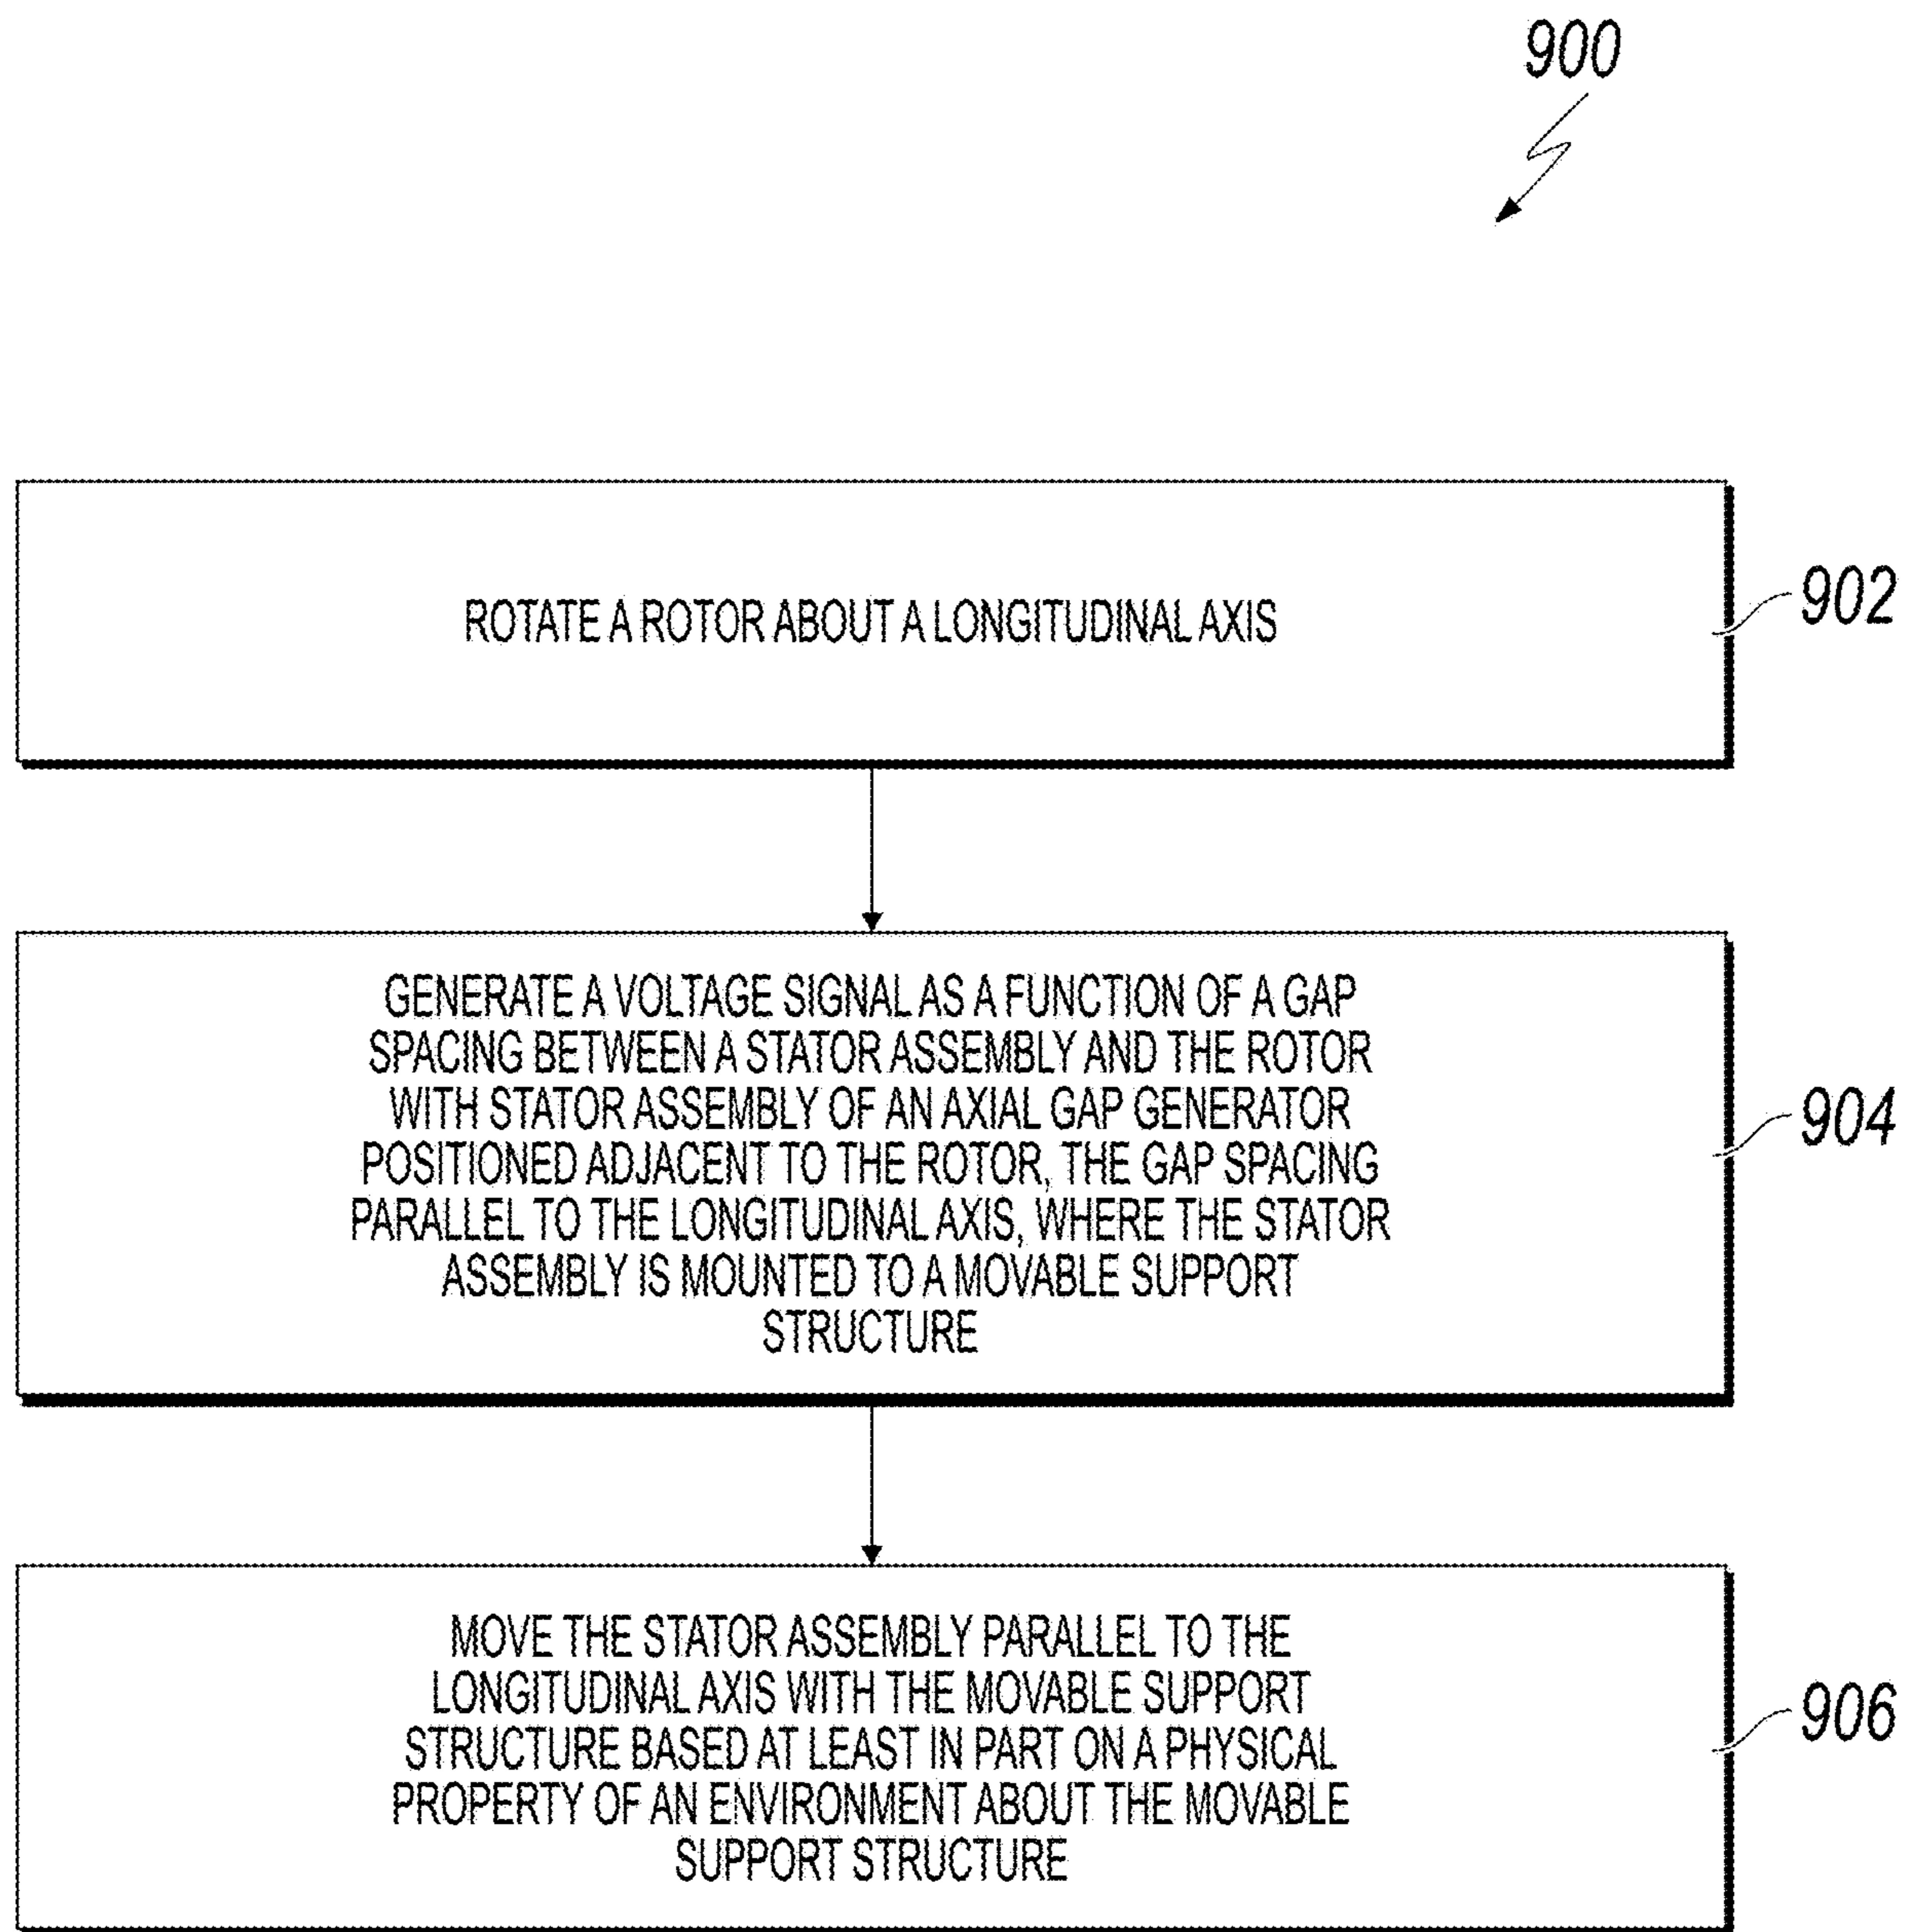 900
ROTATE A ROTOR ABOUT A LONGITUDINAL AXIS
902
GENERATE A VOLTAGE SIGNAL AS A FUNCTION OF A GAP
SPACING BETWEEN A STATOR ASSEMBLY AND THE ROTOR
WITH STATOR ASSEMBLY OF AN AXIAL GAP GENERATOR
POSITIONED ADJACENT TO THE ROTOR, THE GAP SPACING
PARALLEL TO THE LONGITUDINAL AXIS, WHERE THE STATOR
ASSEMBLY IS MOUNTED TO A MOVABLE SUPPORT
STRUCTURE
904
MOVE THE STATOR ASSEMBLY PARALLEL TO THE
LONGITUDINAL AXIS WITH THE MOVABLE SUPPORT
STRUCTURE BASED AT LEAST IN PART ON A PHYSICAL
PROPERTY OF AN ENVIRONMENT ABOUT THE MOVABLE
SUPPORT STRUCTURE
906